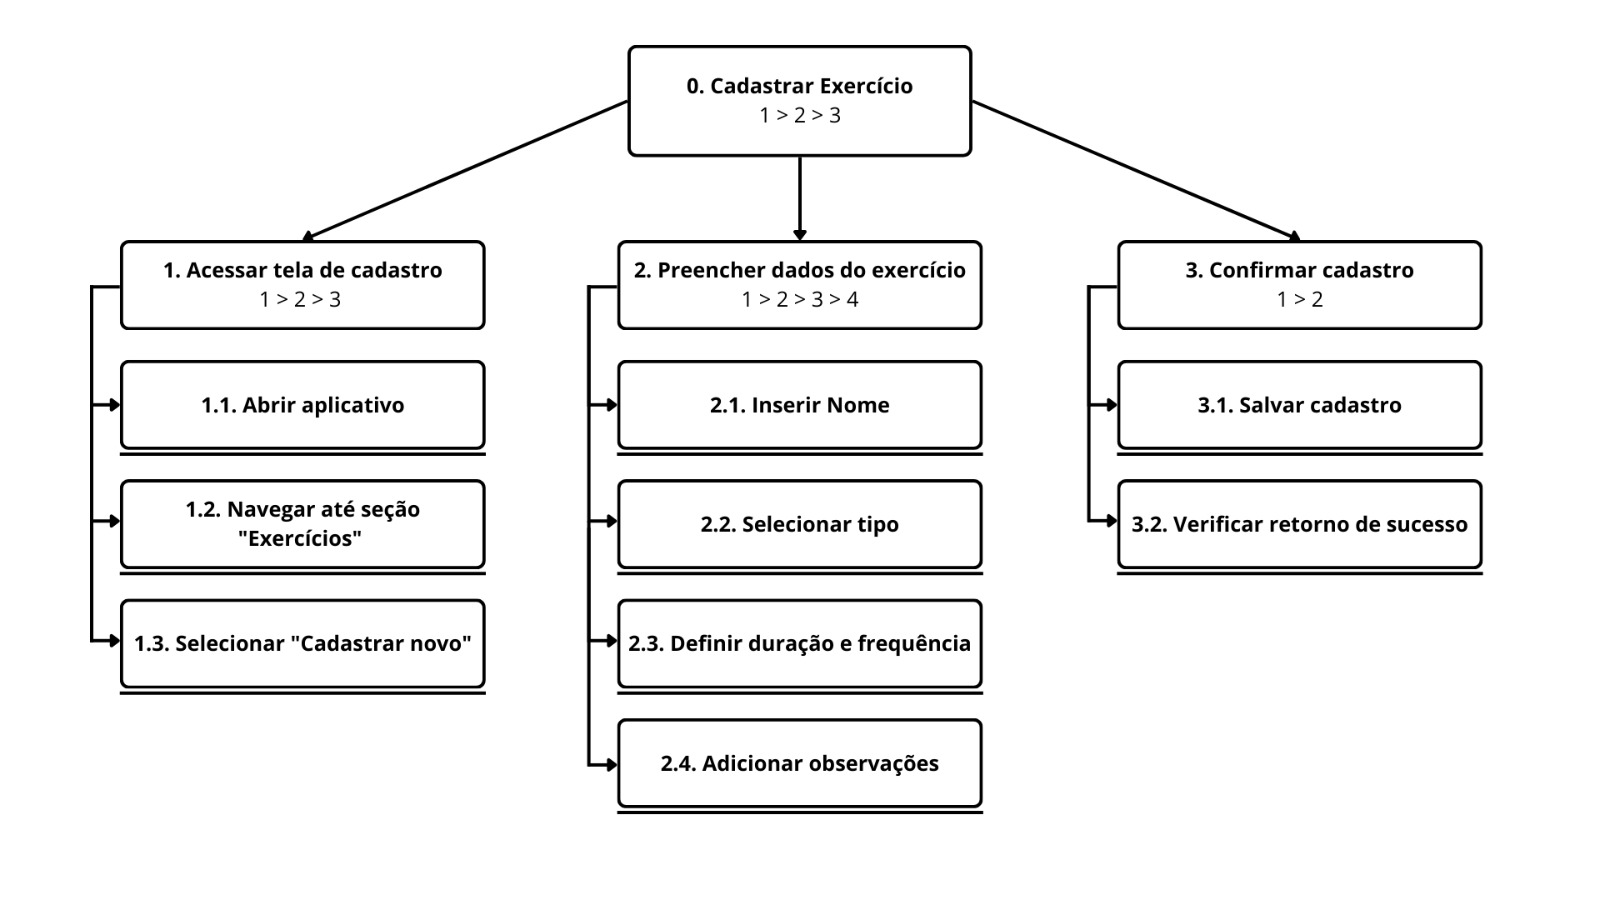 0. Cadastrar Exercício
1 > 2 > 3
1. Acessar tela de cadastro
1 > 2 > 3
1.1. Abrir aplicativo
1.2. Navegar até seção
"Exercícios"
1.3. Selecionar "Cadastrar novo"
2. Preencher dados do exercício
1 > 2 > 3 > 4
2.1. Inserir Nome
2.2. Selecionar tipo
2.3. Definir duração e frequência
2.4. Adicionar observações
3. Confirmar cadastro
1 > 2
3.1. Salvar cadastro
3.2. Verificar retorno de sucesso